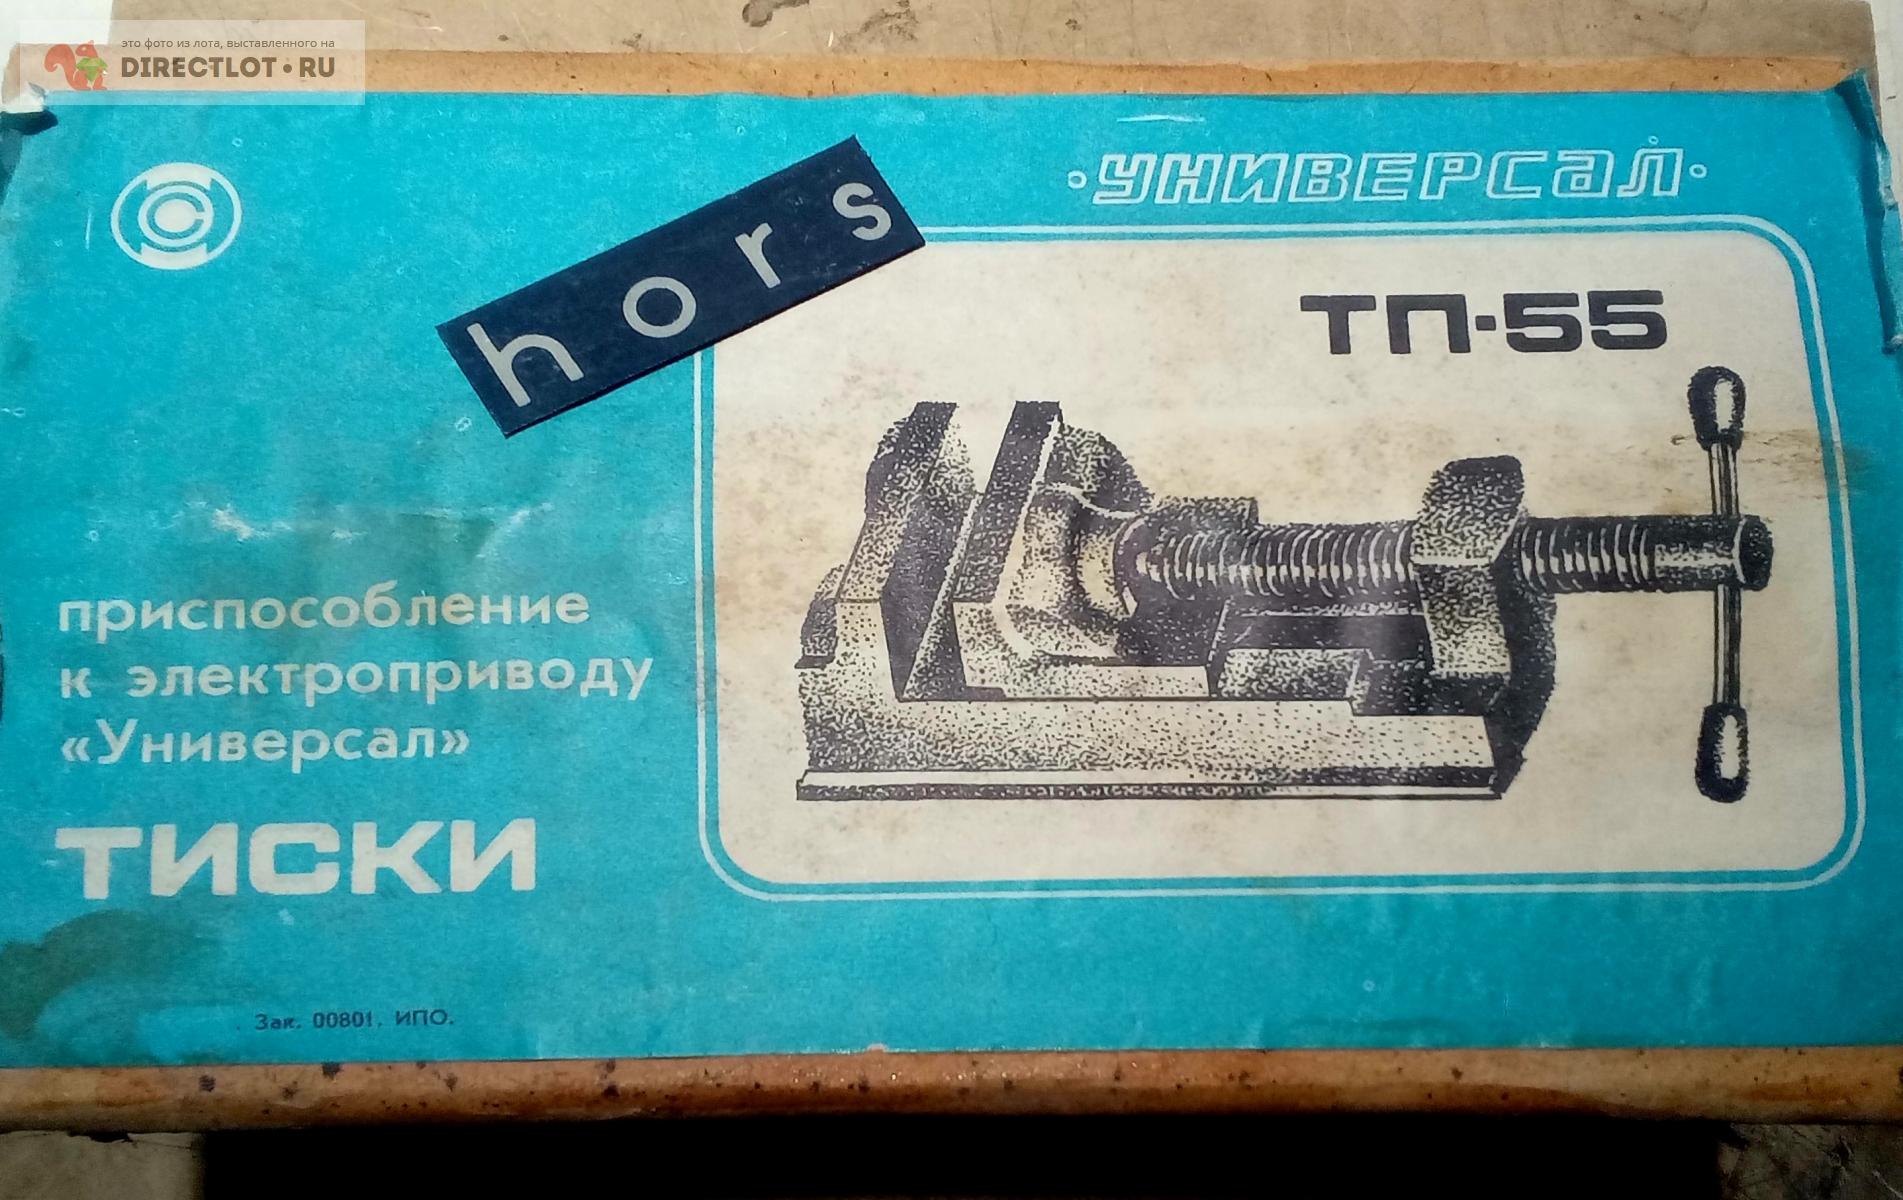 это фото из лота, выставленного на
DIRECTLOT•RU
•УНИВЕРСАЛ•
hors
ТП-55
приспособление
к электроприводу
«Универсал»
ТИСКИ
Зак. 00801. ИПО.